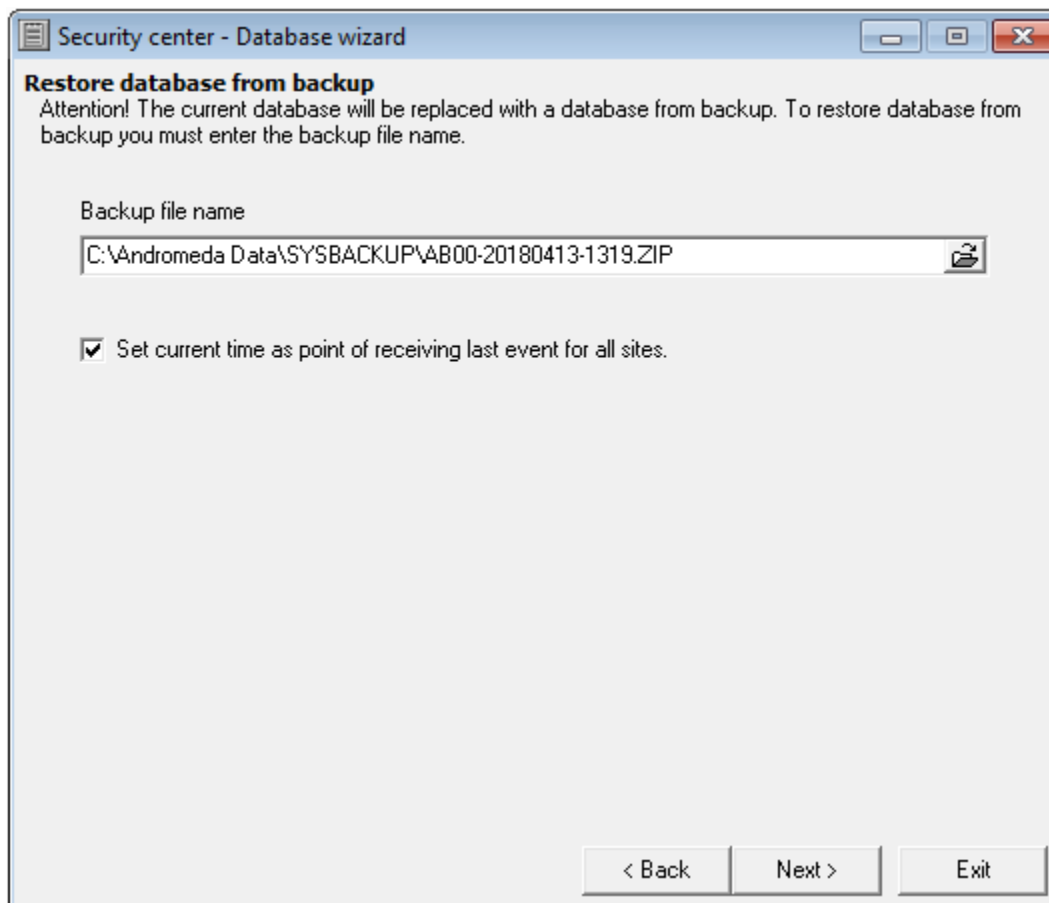 Security center - Database wizard
Restore database from backup
Attention! The current database will be replaced with a database from backup. To restore database from
backup you must enter the backup file name.
Backup file name
C:\Andromeda Data\SYSBACKUP\AB00-20180413-1319.ZIP
Set current time as point of receiving last event for all sites.
< Back Next > Exit